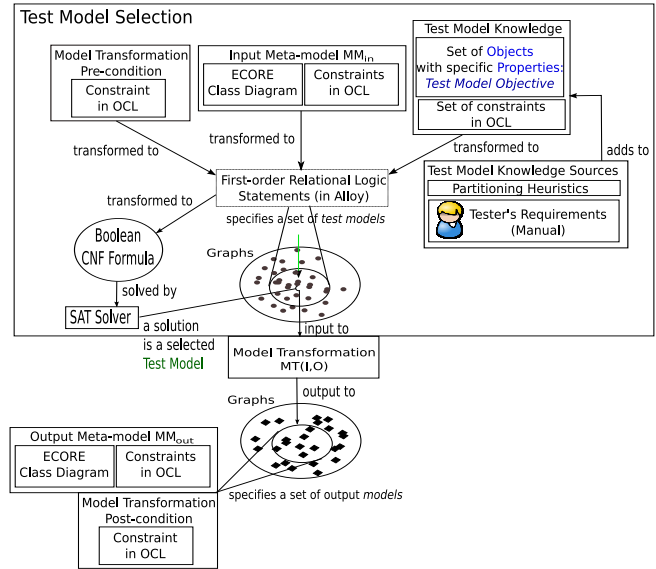 Test Model Selection
Model Transformation
Pre-condition
Constraint
in OCL
Input Meta-model MMin
ECORE
Class Diagram
Constraints
in OCL
Test Model Knowledge
Set of Objects
with specific Properties:
Test Model Objective
Set of constraints
in OCL
transformed to
transformed to
transformed to
adds to
First-order Relational Logic
Statements (in Alloy)
Test Model Knowledge Sources
Partitioning Heuristics
Tester's Requirements
(Manual)
transformed to
specifies a set of test models
Boolean
CNF Formula
Graphs
solved by
SAT Solver
a solution
is a selected
Test Model
input to
Model Transformation
MT(I,O)
output to
Graphs
Output Meta-model MMout
ECORE
Class Diagram
Constraints
in OCL
specifies a set of output models
Model Transformation
Post-condition
Constraint
in OCL